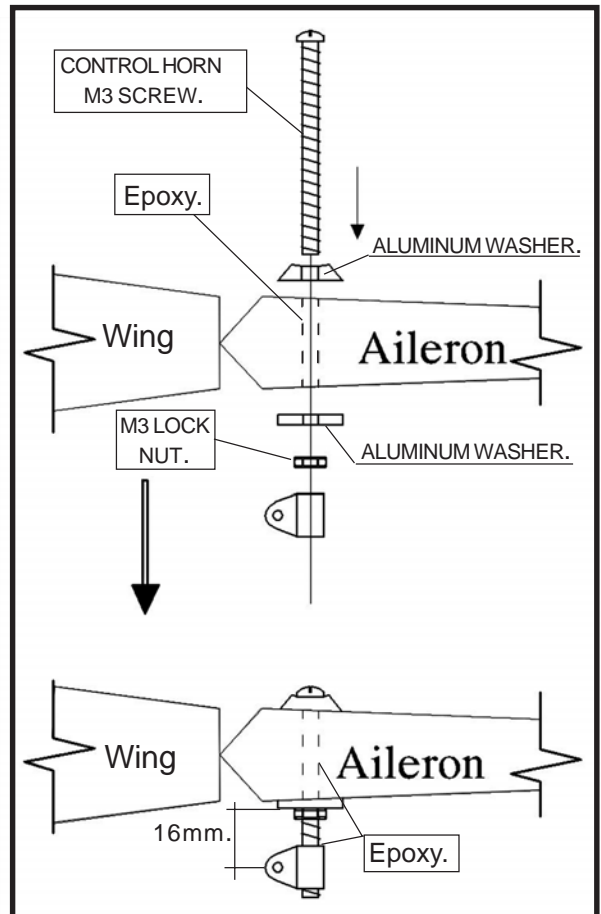 CONTROL HORN
M3 SCREW.
Epoxy.
ALUMINUM WASHER.
Wing
Aileron
M3 LOCK
NUT.
ALUMINUM WASHER.
Wing
Aileron
16mm.
Epoxy.